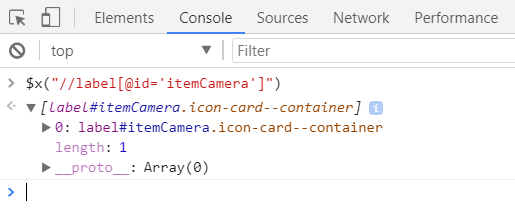 Elements Console Sources Network Performance
top Filter
> $x("//label[@id='itemCamera']")
[label#itemCamera.icon-card--container] i
0: label#itemCamera.icon-card--container
length: 1
__proto__: Array(0)
>